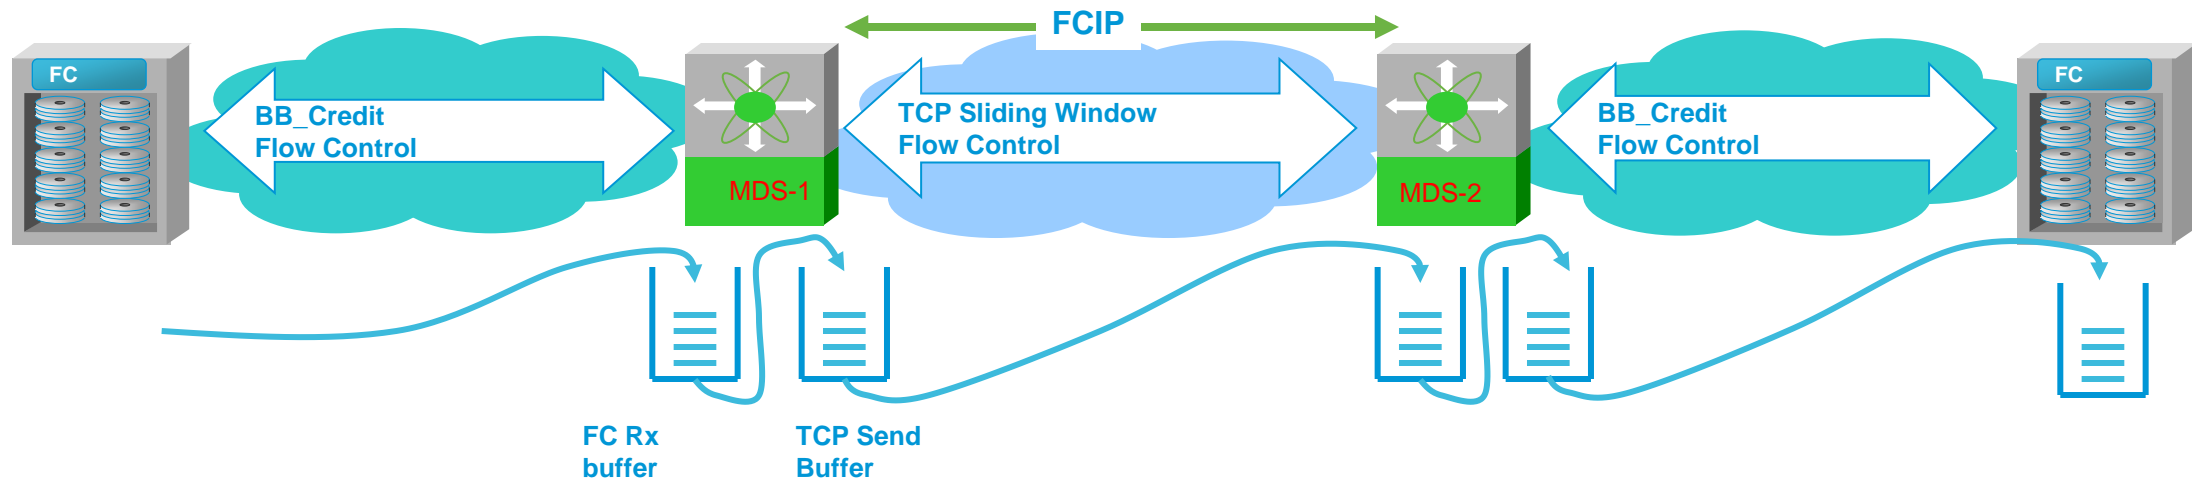 FCIP
FC
FC
BB_Credit
Flow Control
TCP Sliding Window
Flow Control
BB_Credit
Flow Control
MDS-1
MDS-2
FC Rx
buffer
TCP Send
Buffer